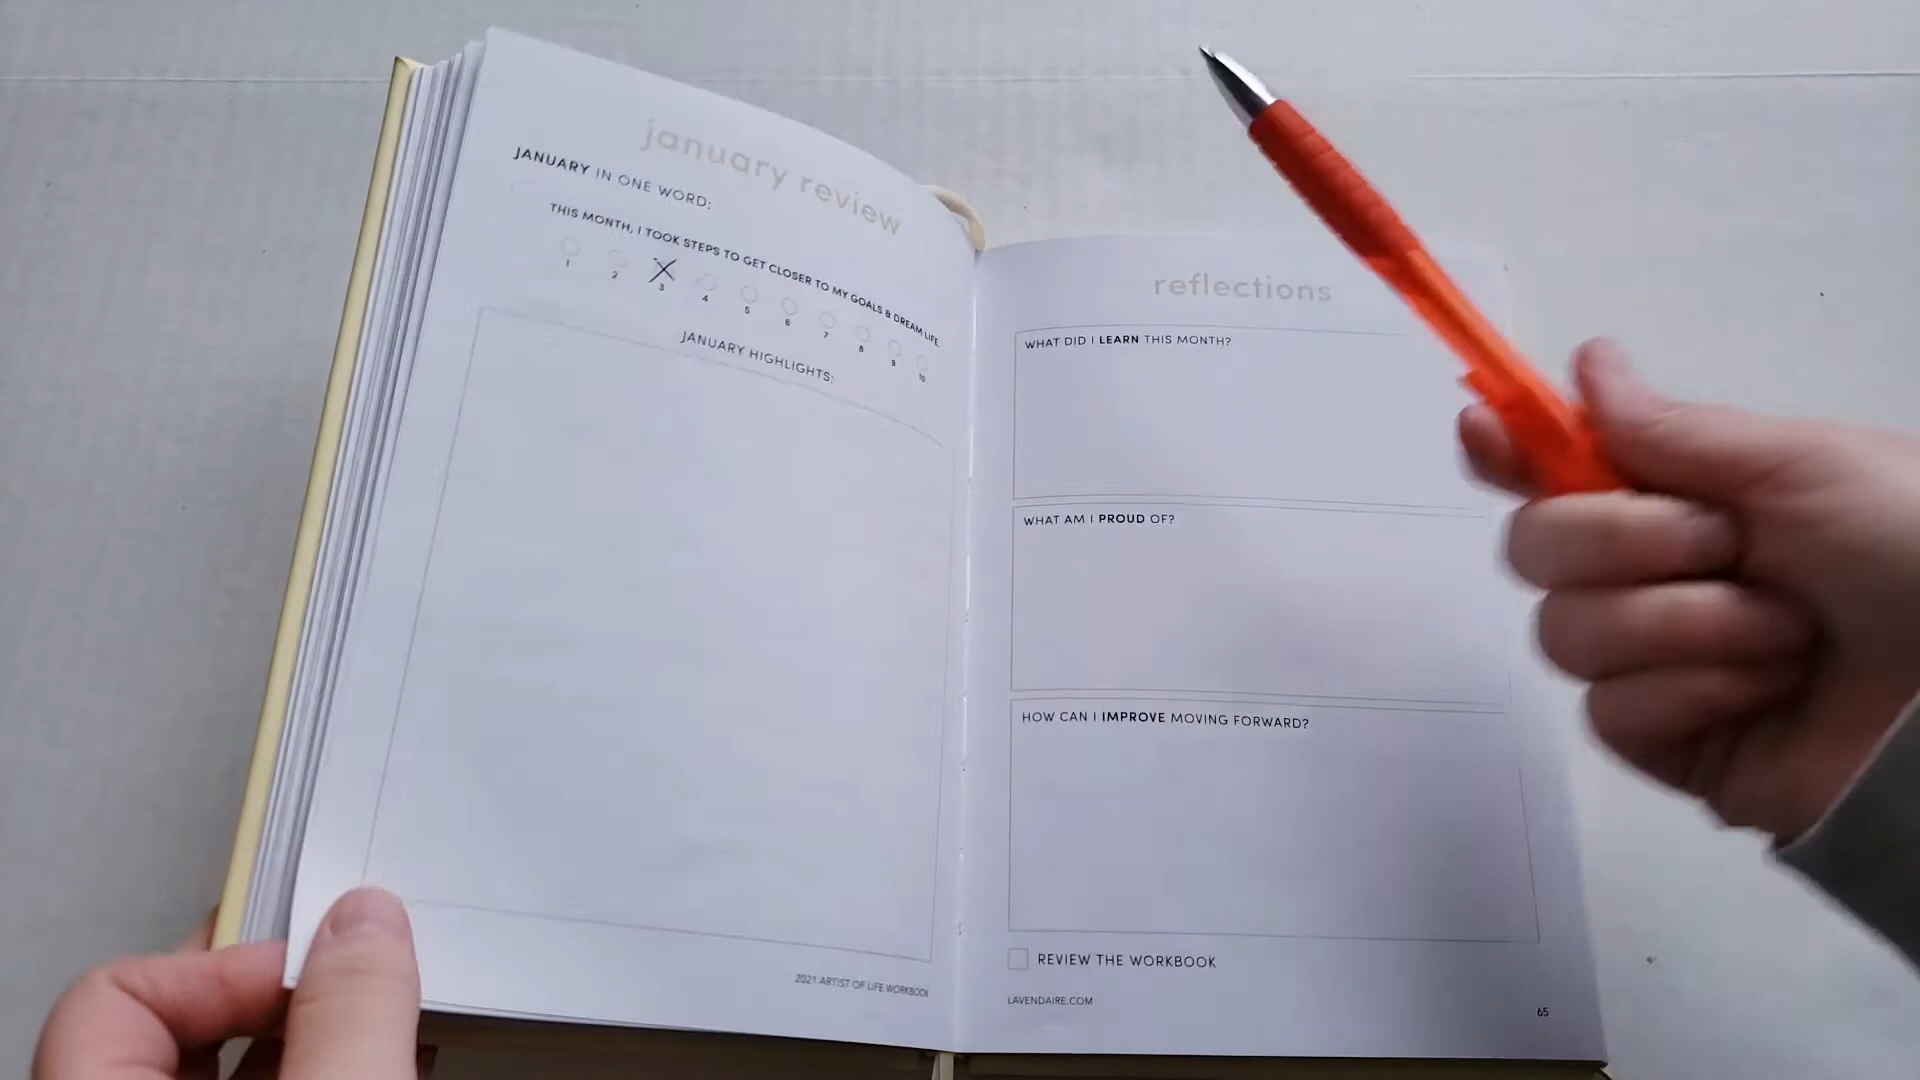 january review
JANUARY IN ONE WORD:
THIS MONTH, I TOOK STEPS TO GET CLOSER TO MY GOALS & DREAM LIFE.
1 2 3 4 5 6 7 8 9 10
JANUARY HIGHLIGHTS:
2021 ARTIST OF LIFE WORKBOOK
reflections
WHAT DID I LEARN THIS MONTH?
WHAT AM I PROUD OF?
HOW CAN I IMPROVE MOVING FORWARD?
REVIEW THE WORKBOOK
LAVENDAIRE.COM
65